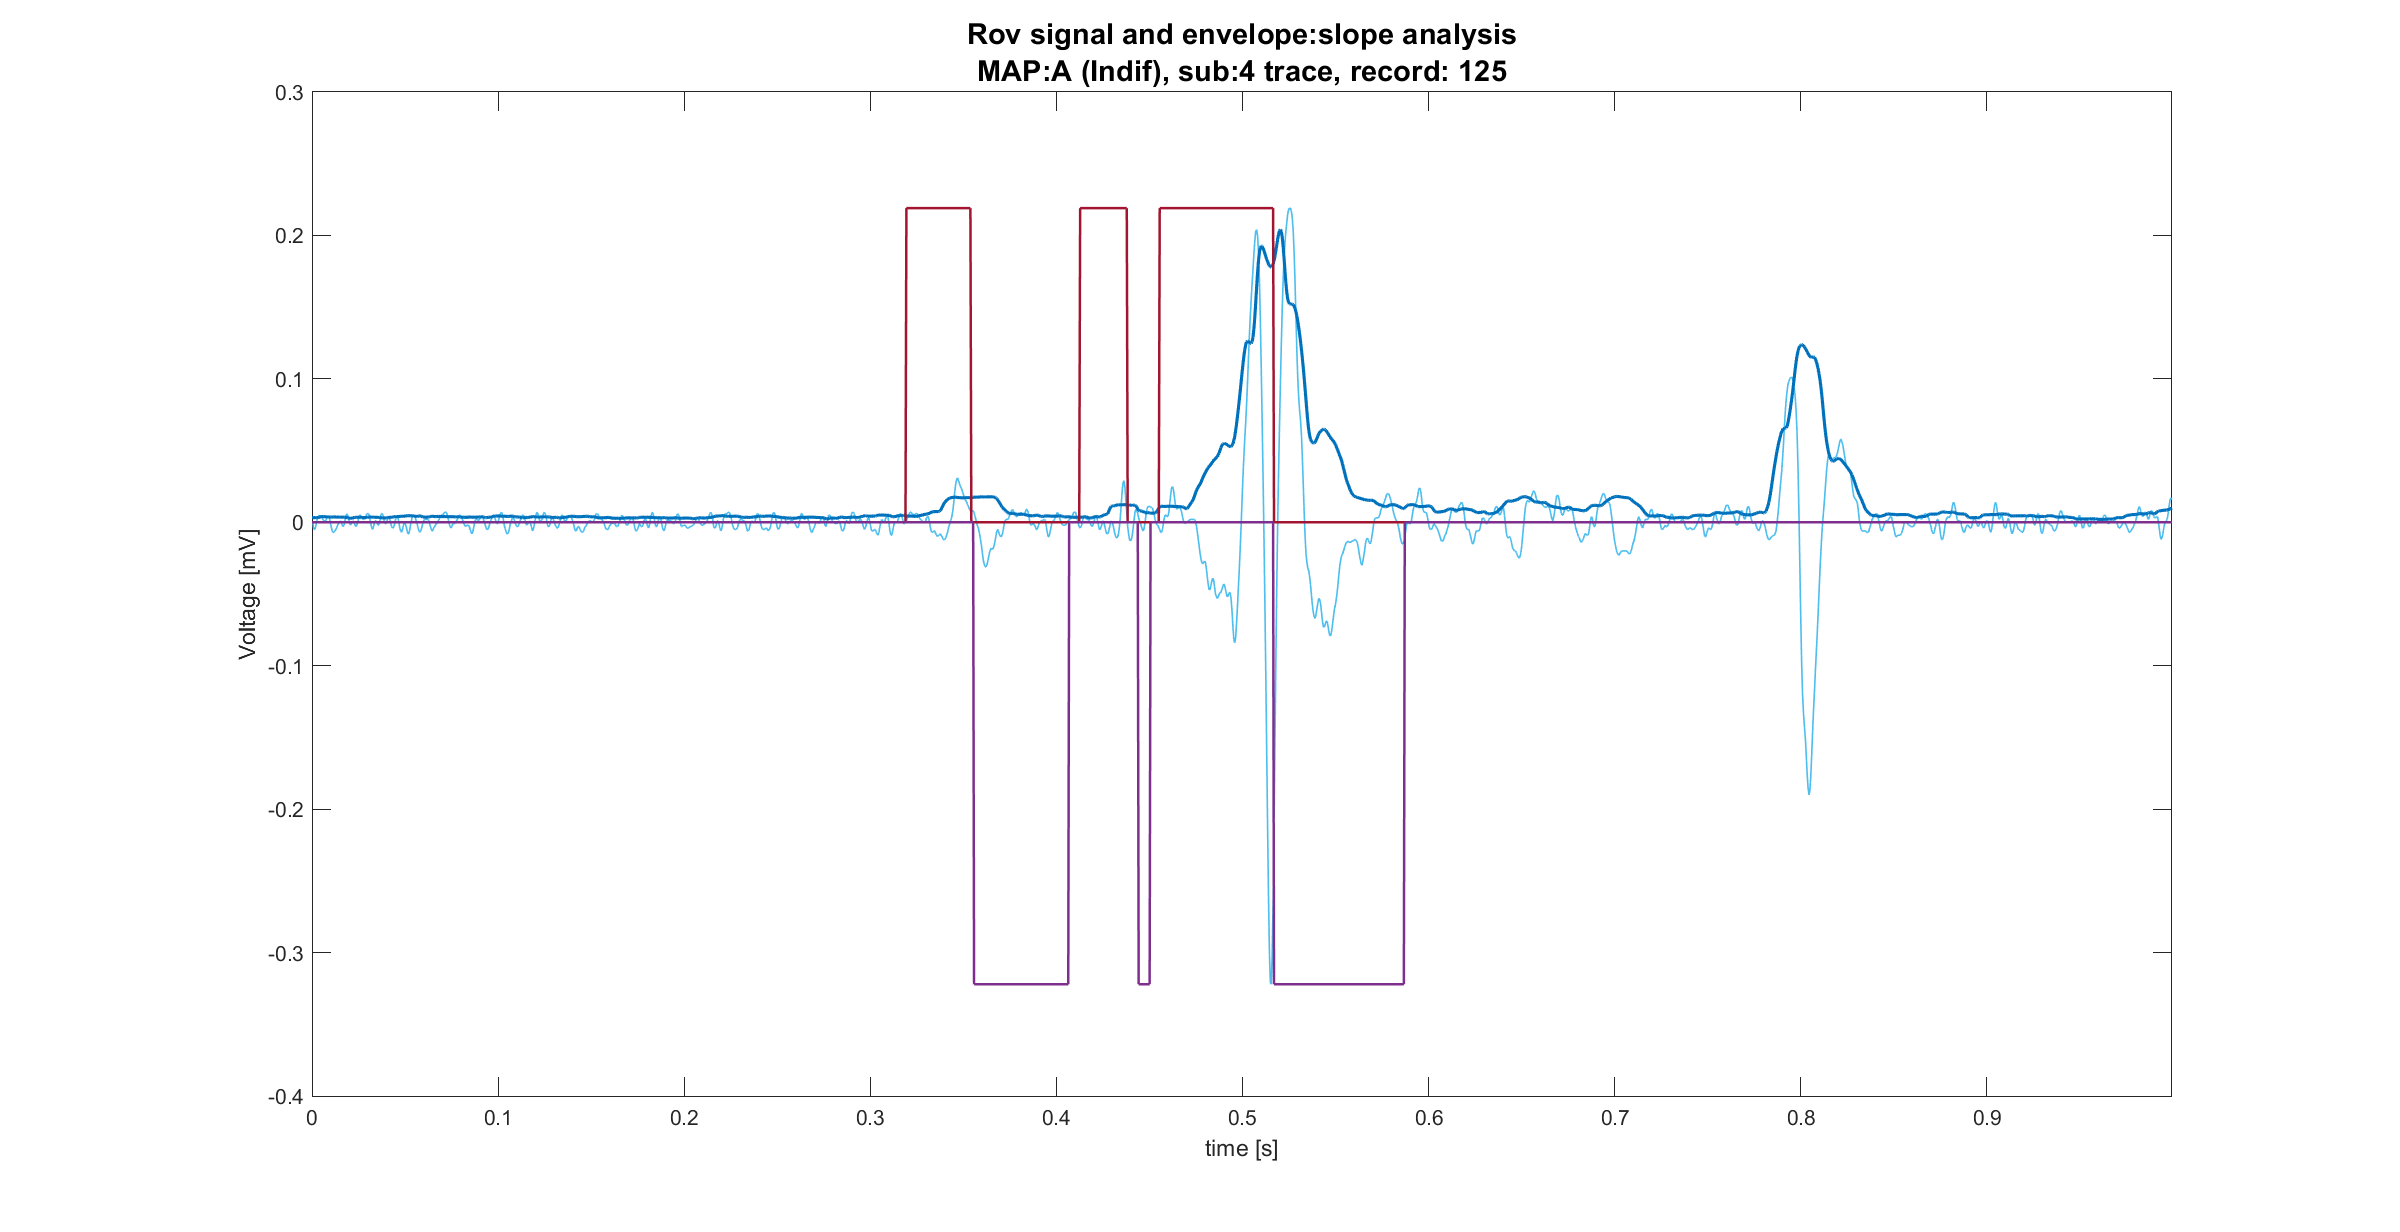 Rov signal and envelope:slope analysis
MAP:A (Indif), sub:4 trace, record: 125
0.3
0.2
0.1
0
-0.1
-0.2
-0.3
-0.4
Voltage [mV]
0 0.1 0.2 0.3 0.4 0.5 0.6 0.7 0.8 0.9
time [s]